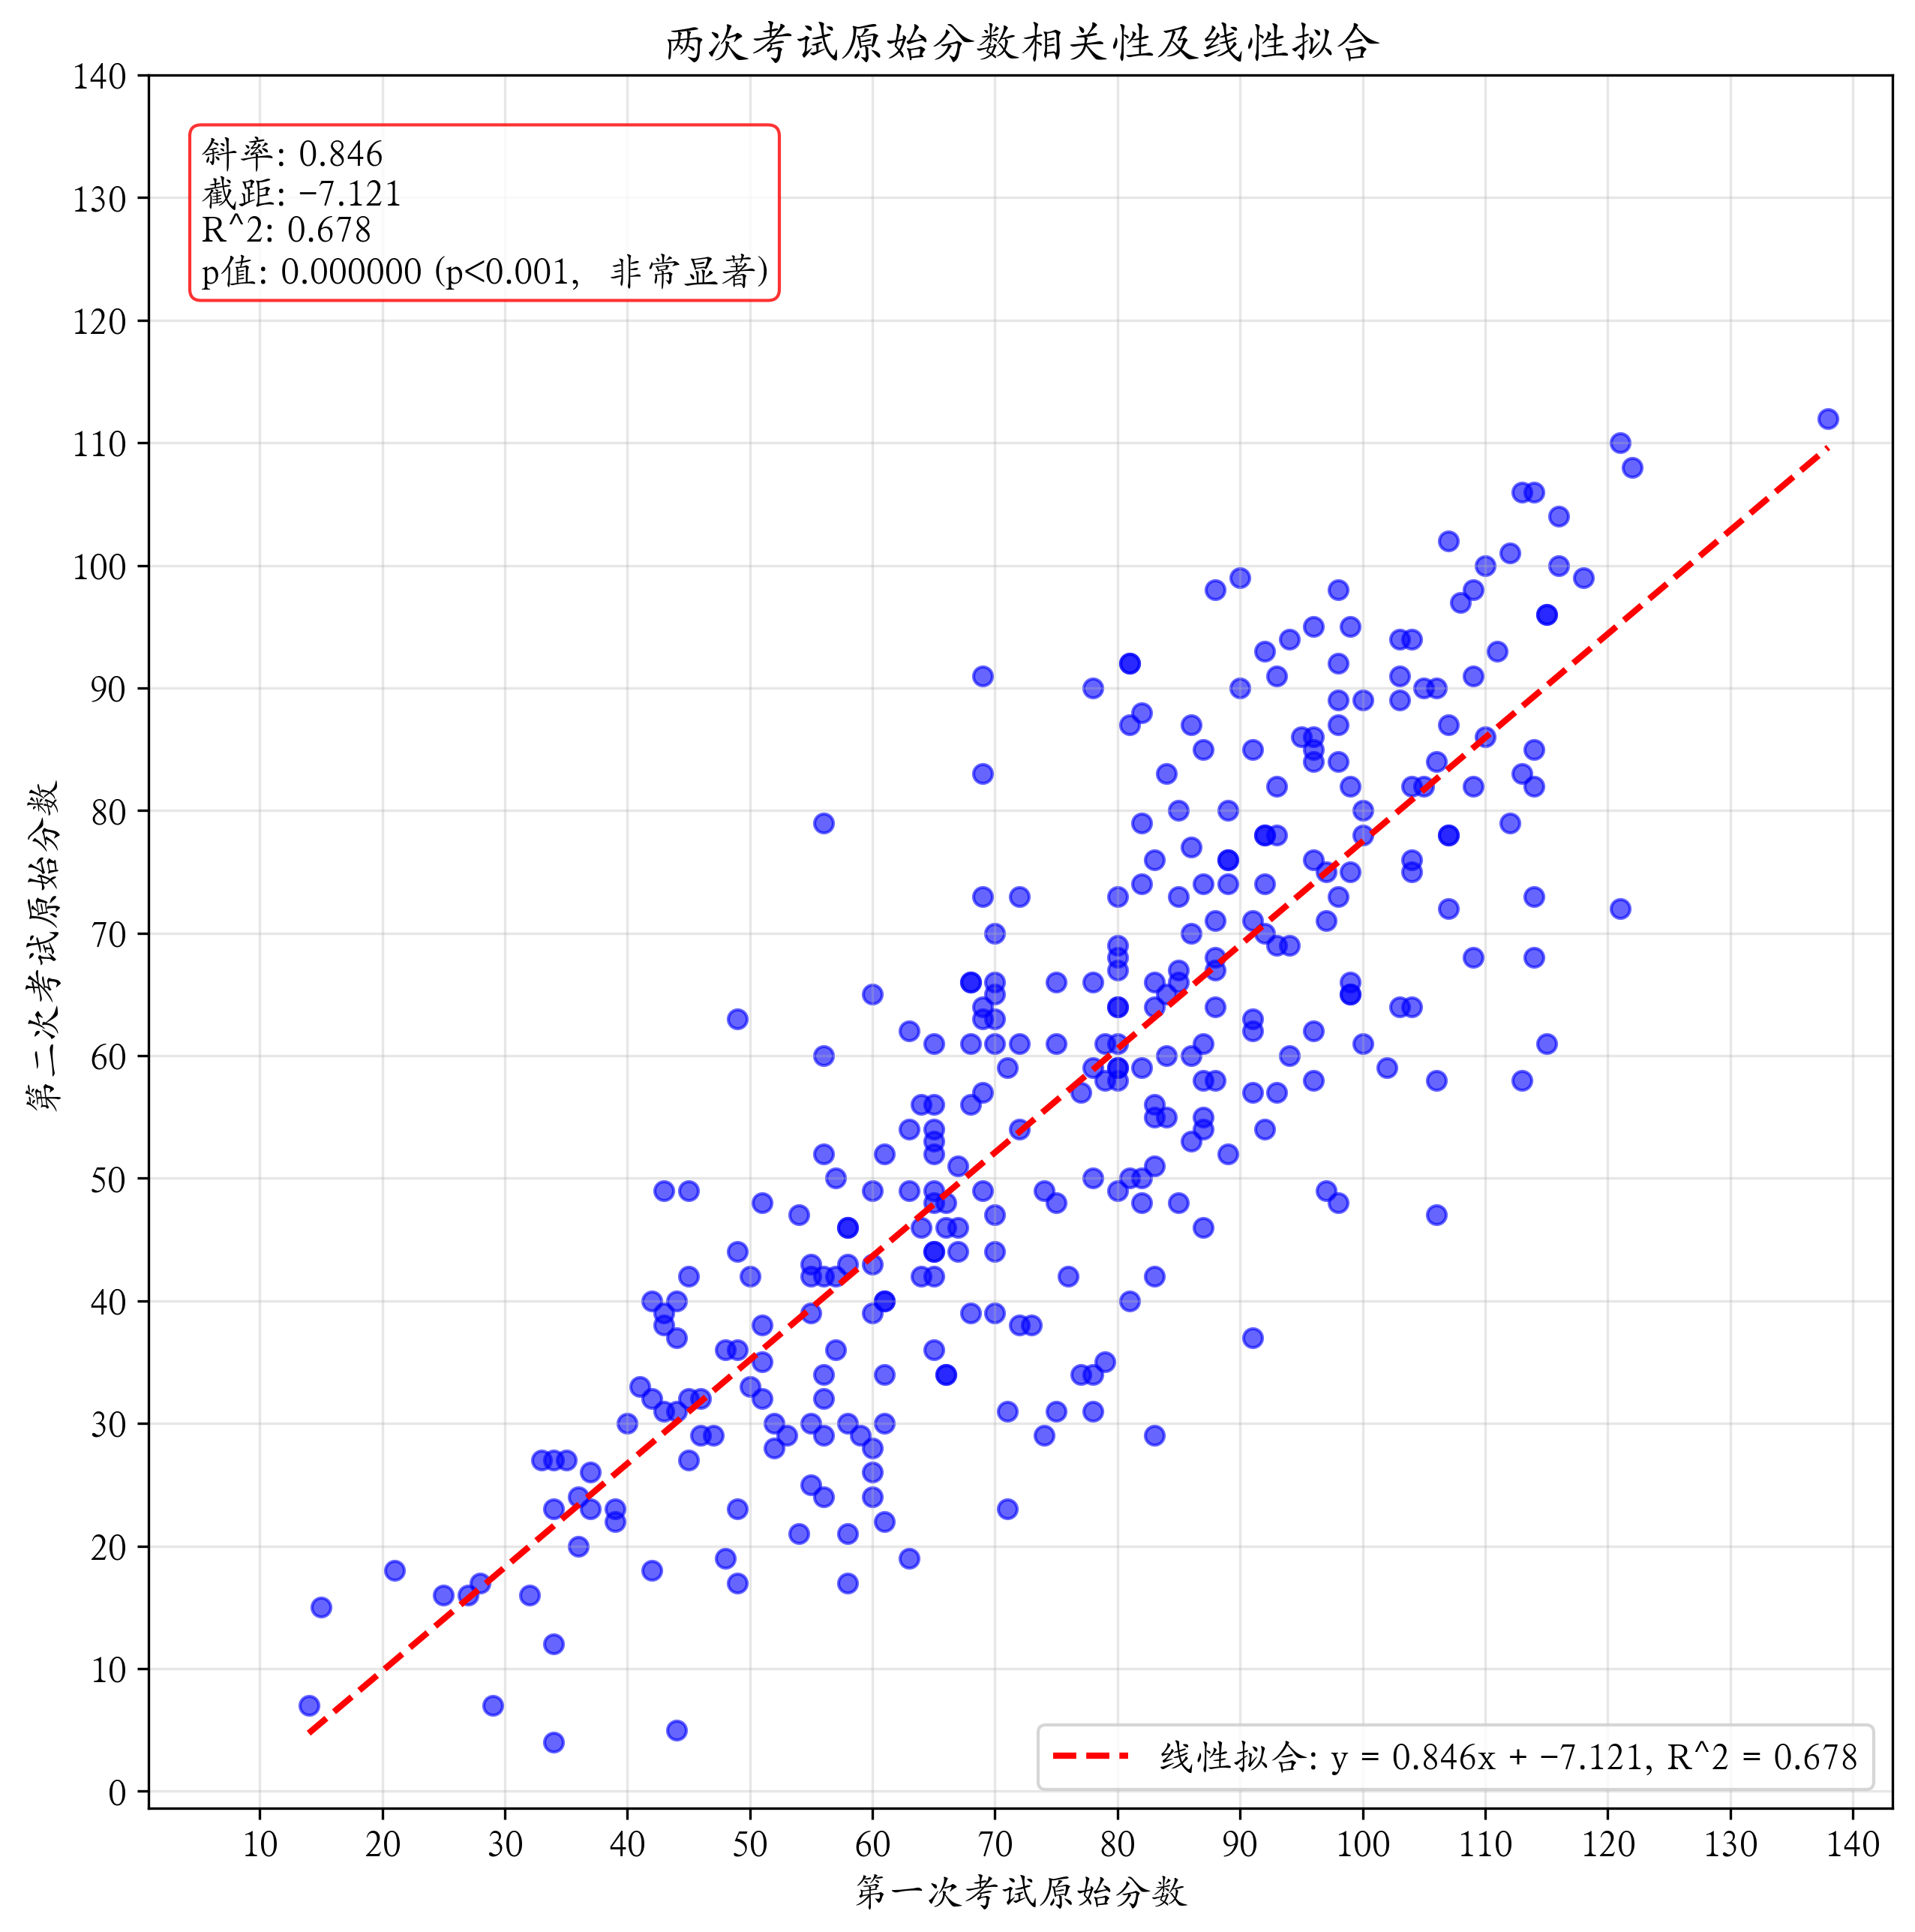 两次考试原始分数相关性及线性拟合
140
130
120
110
100
90
80
70
60
50
40
30
20
10
0
斜率: 0.846
截距: −7.121
R^2: 0.678
p值: 0.000000 (p<0.001, 非常显著)
第二次考试原始分数
线性拟合: y = 0.846x + −7.121, R^2 = 0.678
10 20 30 40 50 60 70 80 90 100 110 120 130 140
第一次考试原始分数